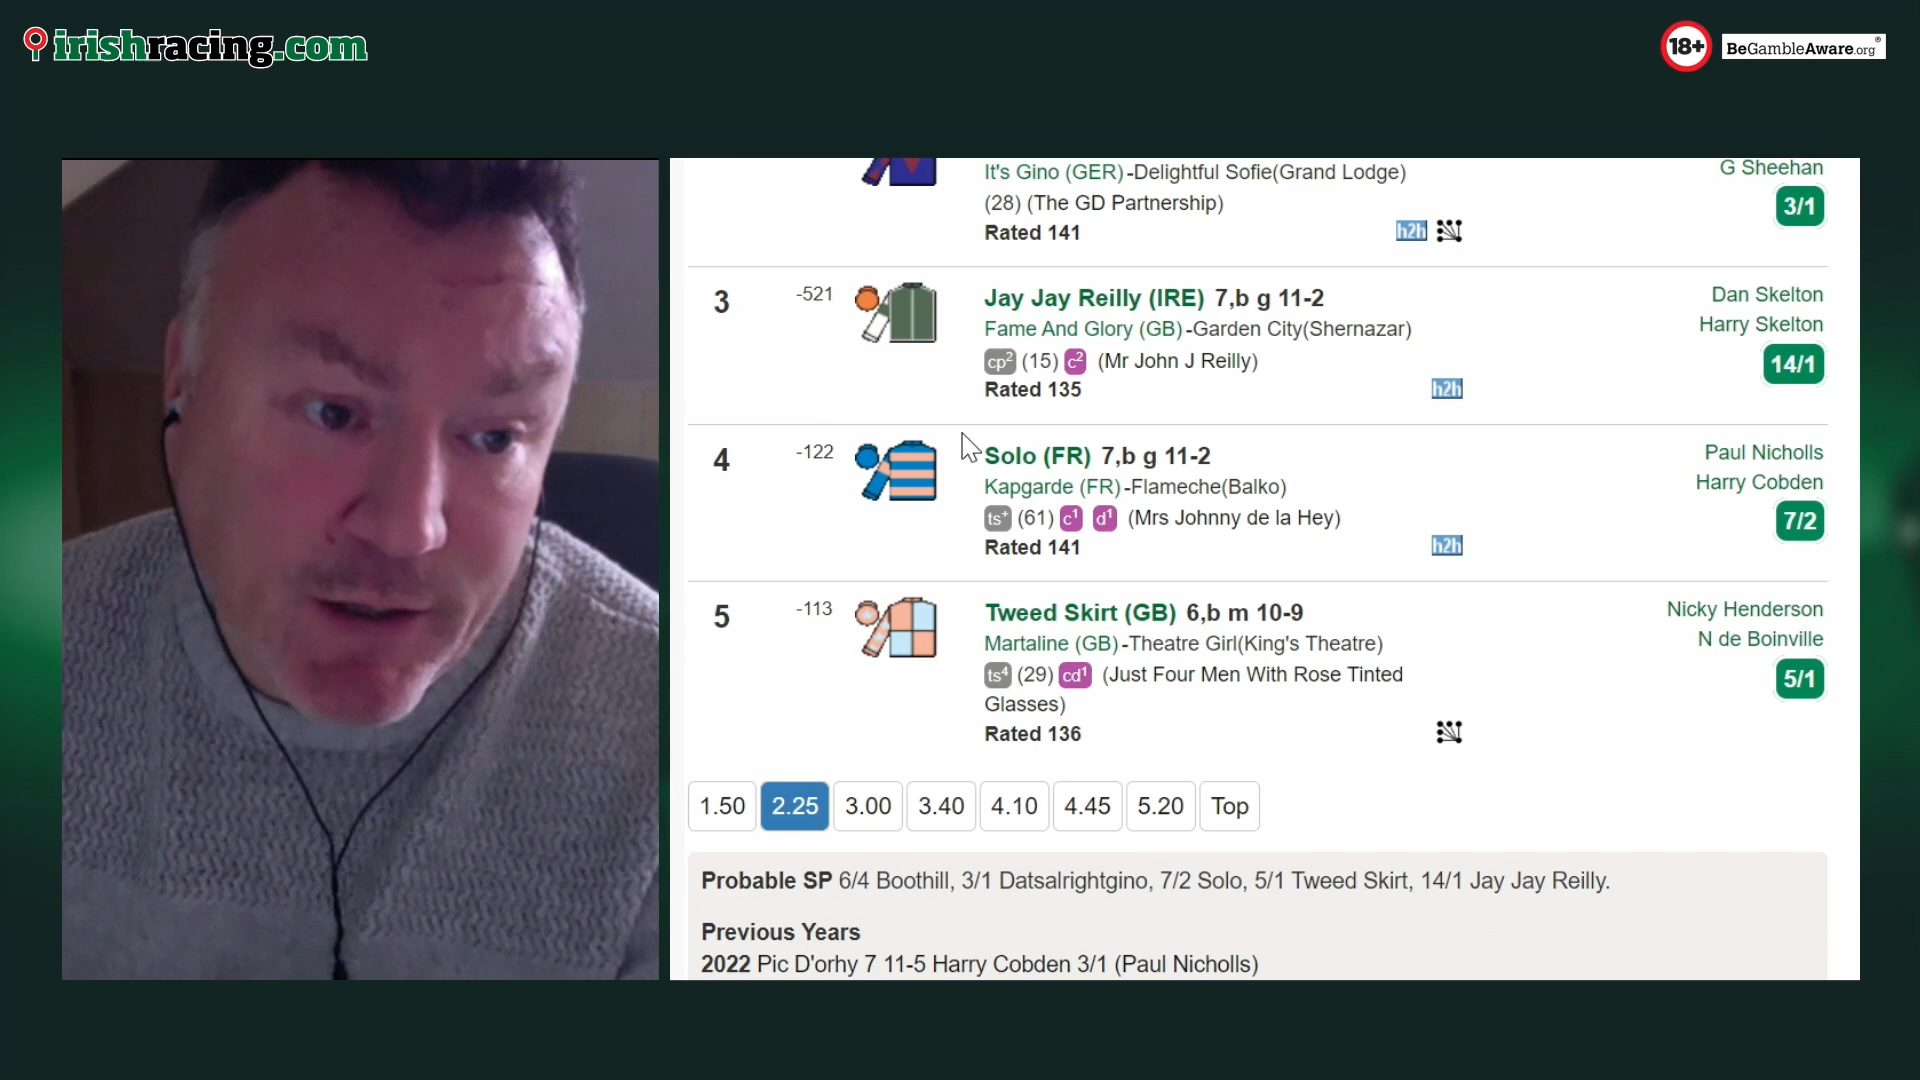 irishracing.com
18+
BeGambleAware.org®
It's Gino (GER)-Delightful Sofie(Grand Lodge)
G Sheehan
(28) (The GD Partnership)
3/1
Rated 141
h2h
3
-521
Jay Jay Reilly (IRE) 7,b g 11-2
Dan Skelton
Fame And Glory (GB)-Garden City(Shernazar)
Harry Skelton
cp2 (15) c2 (Mr John J Reilly)
14/1
Rated 135
h2h
4
-122
Solo (FR) 7,b g 11-2
Paul Nicholls
Kapgarde (FR)-Flameche(Balko)
Harry Cobden
ts+ (61) c1 d1 (Mrs Johnny de la Hey)
7/2
Rated 141
h2h
5
-113
Tweed Skirt (GB) 6,b m 10-9
Nicky Henderson
Martaline (GB)-Theatre Girl(King's Theatre)
N de Boinville
ts4 (29) cd1 (Just Four Men With Rose Tinted
Glasses)
5/1
Rated 136
1.50 2.25 3.00 3.40 4.10 4.45 5.20 Top
Probable SP 6/4 Boothill, 3/1 Datsalrightgino, 7/2 Solo, 5/1 Tweed Skirt, 14/1 Jay Jay Reilly.
Previous Years
2022 Pic D'orhy 7 11-5 Harry Cobden 3/1 (Paul Nicholls)